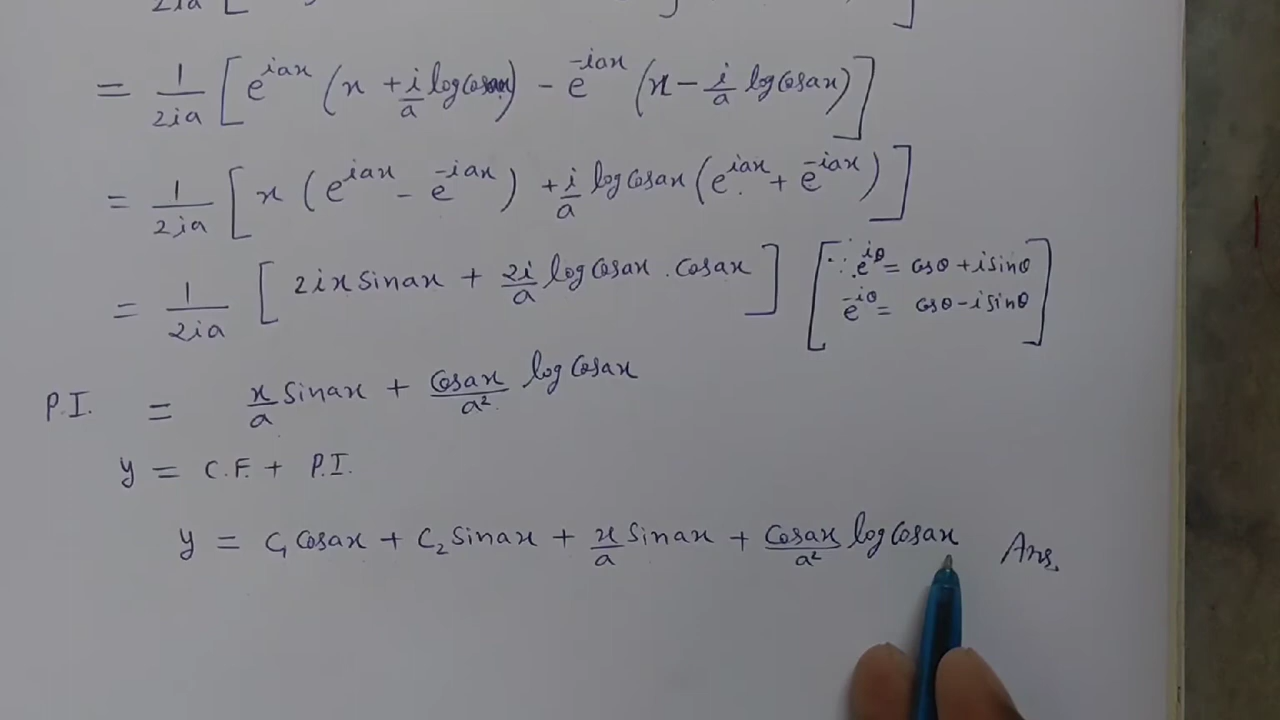 = 1/2ia [ e^{iax} (x + i/a log cosax) - e^{-iax} (x - i/a log cosax) ]
= 1/2ia [ x (e^{iax} - e^{-iax}) + i/a log cosax (e^{iax} + e^{-iax}) ]
= 1/2ia [ 2ix sinax + 2i/a log cosax . cosax ] [ ∵ e^{iθ} = cosθ + i sinθ
e^{-iθ} = cosθ - i sinθ ]
P.I. = x/a sinax + cosax/a² log cosax
y = C.F. + P.I.
y = C₁ cosax + C₂ sinax + x/a sinax + cosax/a² log cosax Ans.